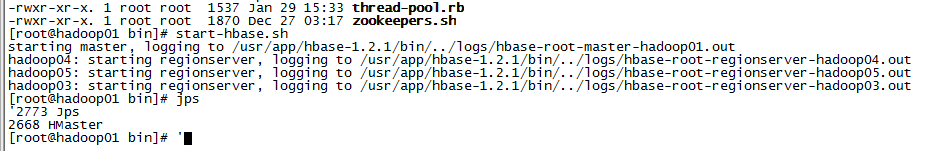 -rwxr-xr-x. 1 root root  1537 Jan 29 15:33 thread-pool.rb
-rwxr-xr-x. 1 root root  1870 Dec 27 03:17 zookeepers.sh
[root@hadoop01 bin]# start-hbase.sh
starting master, logging to /usr/app/hbase-1.2.1/bin/../logs/hbase-root-master-hadoop01.out
hadoop04: starting regionserver, logging to /usr/app/hbase-1.2.1/bin/../logs/hbase-root-regionserver-hadoop04.out
hadoop05: starting regionserver, logging to /usr/app/hbase-1.2.1/bin/../logs/hbase-root-regionserver-hadoop05.out
hadoop03: starting regionserver, logging to /usr/app/hbase-1.2.1/bin/../logs/hbase-root-regionserver-hadoop03.out
[root@hadoop01 bin]# jps
'2773 Jps
2668 HMaster
[root@hadoop01 bin]# '